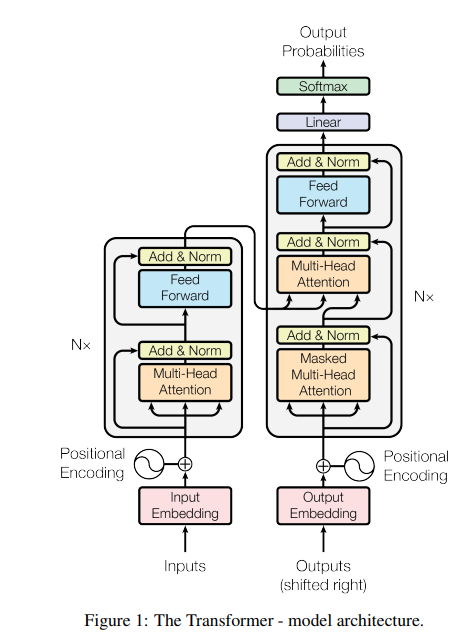 Output
Probabilities
Softmax
Linear
Add & Norm
Feed
Forward
Add & Norm
Multi-Head
Attention
Add & Norm
Masked
Multi-Head
Attention
N×
Positional
Encoding
Output
Embedding
Outputs
(shifted right)
Add & Norm
Feed
Forward
Add & Norm
Multi-Head
Attention
N×
Positional
Encoding
Input
Embedding
Inputs
Figure 1: The Transformer - model architecture.